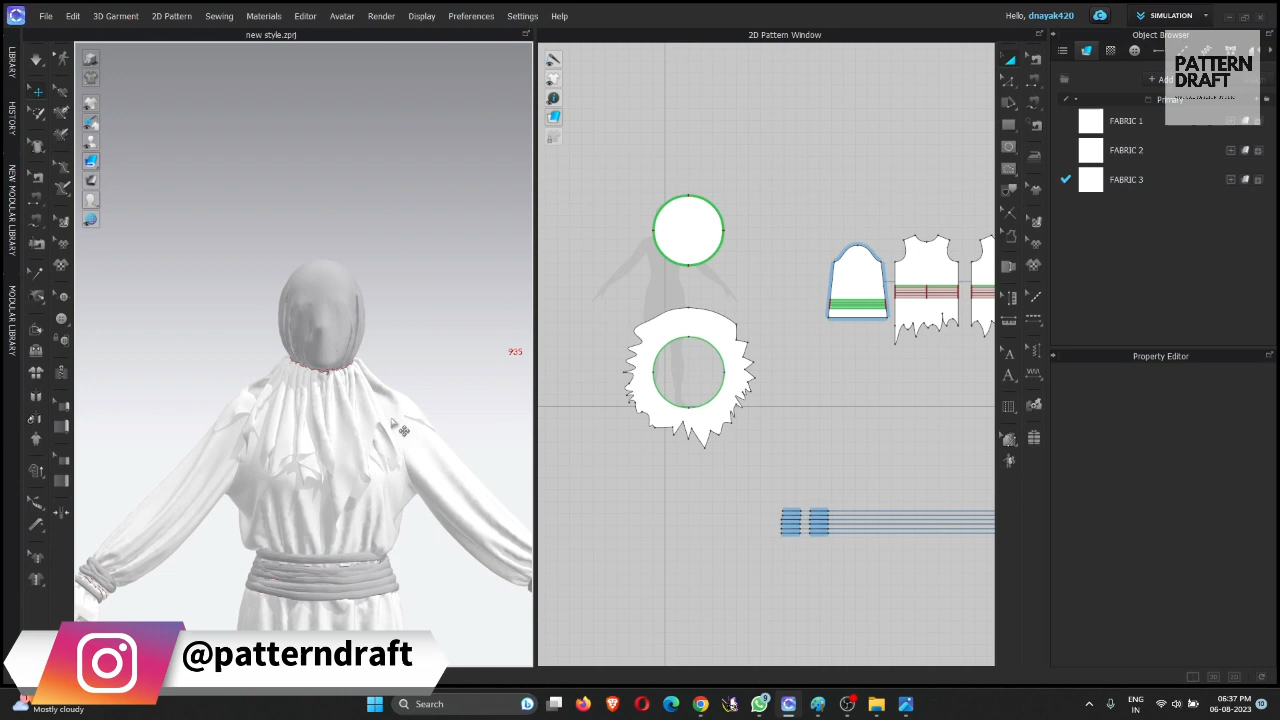 File Edit 3D Garment 2D Pattern Sewing Materials Editor Avatar Render Display Preferences Settings Help
Hello, dnayak420
SIMULATION
new style.zprj
2D Pattern Window
Object Browser
LIBRARY
HISTORY
NEW MODULAR LIBRARY
MODULAR LIBRARY
PATTERN
DRAFT
+ Add
FABRIC 1
FABRIC 2
FABRIC 3
935
Property Editor
@patterndraft
Mostly cloudy
Search
9
ENG
IN
06:37 PM
06-08-2023